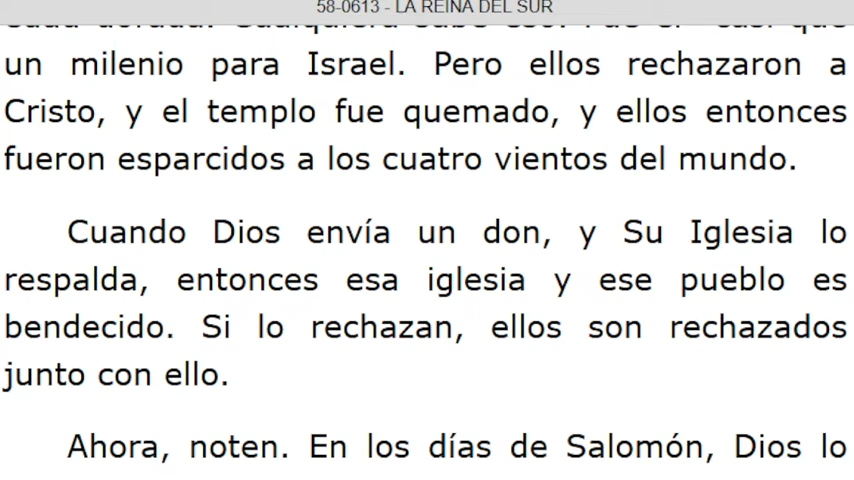 58-0613 - LA REINA DEL SUR
un milenio para Israel. Pero ellos rechazaron a
Cristo, y el templo fue quemado, y ellos entonces
fueron esparcidos a los cuatro vientos del mundo.
Cuando Dios envía un don, y Su Iglesia lo
respalda, entonces esa iglesia y ese pueblo es
bendecido. Si lo rechazan, ellos son rechazados
junto con ello.
Ahora, noten. En los días de Salomón, Dios lo